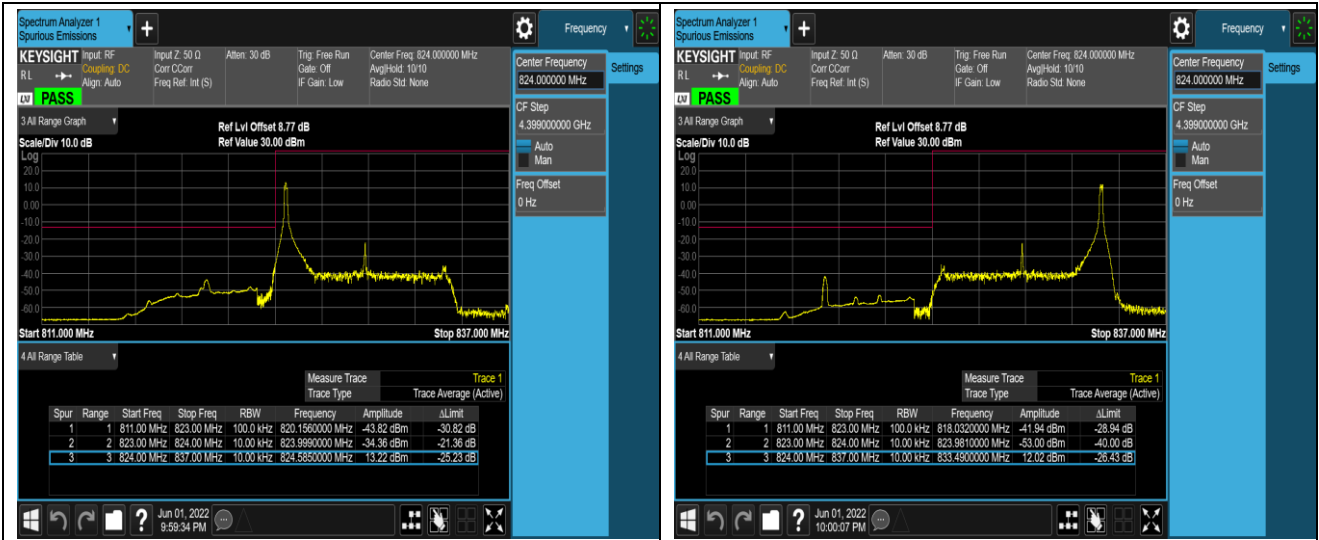 Spectrum Analyzer 1
Spurious Emissions
+
Frequency
KEYSIGHT Input: RF Input Z: 50 Ω Atten: 30 dB Trig: Free Run Center Freq: 824.000000 MHz
RL Coupling: DC Corr CCorr Gate: Off Avg|Hold: 10/10
Align: Auto Freq Ref: Int (S) IF Gain: Low Radio Std: None
LXI PASS
Center Frequency
824.000000 MHz
Settings
CF Step
4.399000000 GHz
Auto
Man
Freq Offset
0 Hz
3 All Range Graph
Ref Lvl Offset 8.77 dB
Scale/Div 10.0 dB Ref Value 30.00 dBm
Log
20.0
10.0
0.00
-10.0
-20.0
-30.0
-40.0
-50.0
-60.0
Start 811.000 MHz Stop 837.000 MHz
4 All Range Table
Measure Trace Trace 1
Trace Type Trace Average (Active)
Spur Range Start Freq Stop Freq RBW Frequency Amplitude ΔLimit
1 1 811.00 MHz 823.00 MHz 100.0 kHz 820.1560000 MHz -43.82 dBm -30.82 dB
2 2 823.00 MHz 824.00 MHz 10.00 kHz 823.9990000 MHz -34.36 dBm -21.36 dB
3 3 824.00 MHz 837.00 MHz 10.00 kHz 824.5850000 MHz 13.22 dBm -25.23 dB
?
Jun 01, 2022
9:59:34 PM
Spectrum Analyzer 1
Spurious Emissions
+
Frequency
KEYSIGHT Input: RF Input Z: 50 Ω Atten: 30 dB Trig: Free Run Center Freq: 824.000000 MHz
RL Coupling: DC Corr CCorr Gate: Off Avg|Hold: 10/10
Align: Auto Freq Ref: Int (S) IF Gain: Low Radio Std: None
LXI PASS
Center Frequency
824.000000 MHz
Settings
CF Step
4.399000000 GHz
Auto
Man
Freq Offset
0 Hz
3 All Range Graph
Ref Lvl Offset 8.77 dB
Scale/Div 10.0 dB Ref Value 30.00 dBm
Log
20.0
10.0
0.00
-10.0
-20.0
-30.0
-40.0
-50.0
-60.0
Start 811.000 MHz Stop 837.000 MHz
4 All Range Table
Measure Trace Trace 1
Trace Type Trace Average (Active)
Spur Range Start Freq Stop Freq RBW Frequency Amplitude ΔLimit
1 1 811.00 MHz 823.00 MHz 100.0 kHz 818.0320000 MHz -41.94 dBm -28.94 dB
2 2 823.00 MHz 824.00 MHz 10.00 kHz 823.9810000 MHz -53.00 dBm -40.00 dB
3 3 824.00 MHz 837.00 MHz 10.00 kHz 833.4900000 MHz 12.02 dBm -26.43 dB
?
Jun 01, 2022
10:00:07 PM